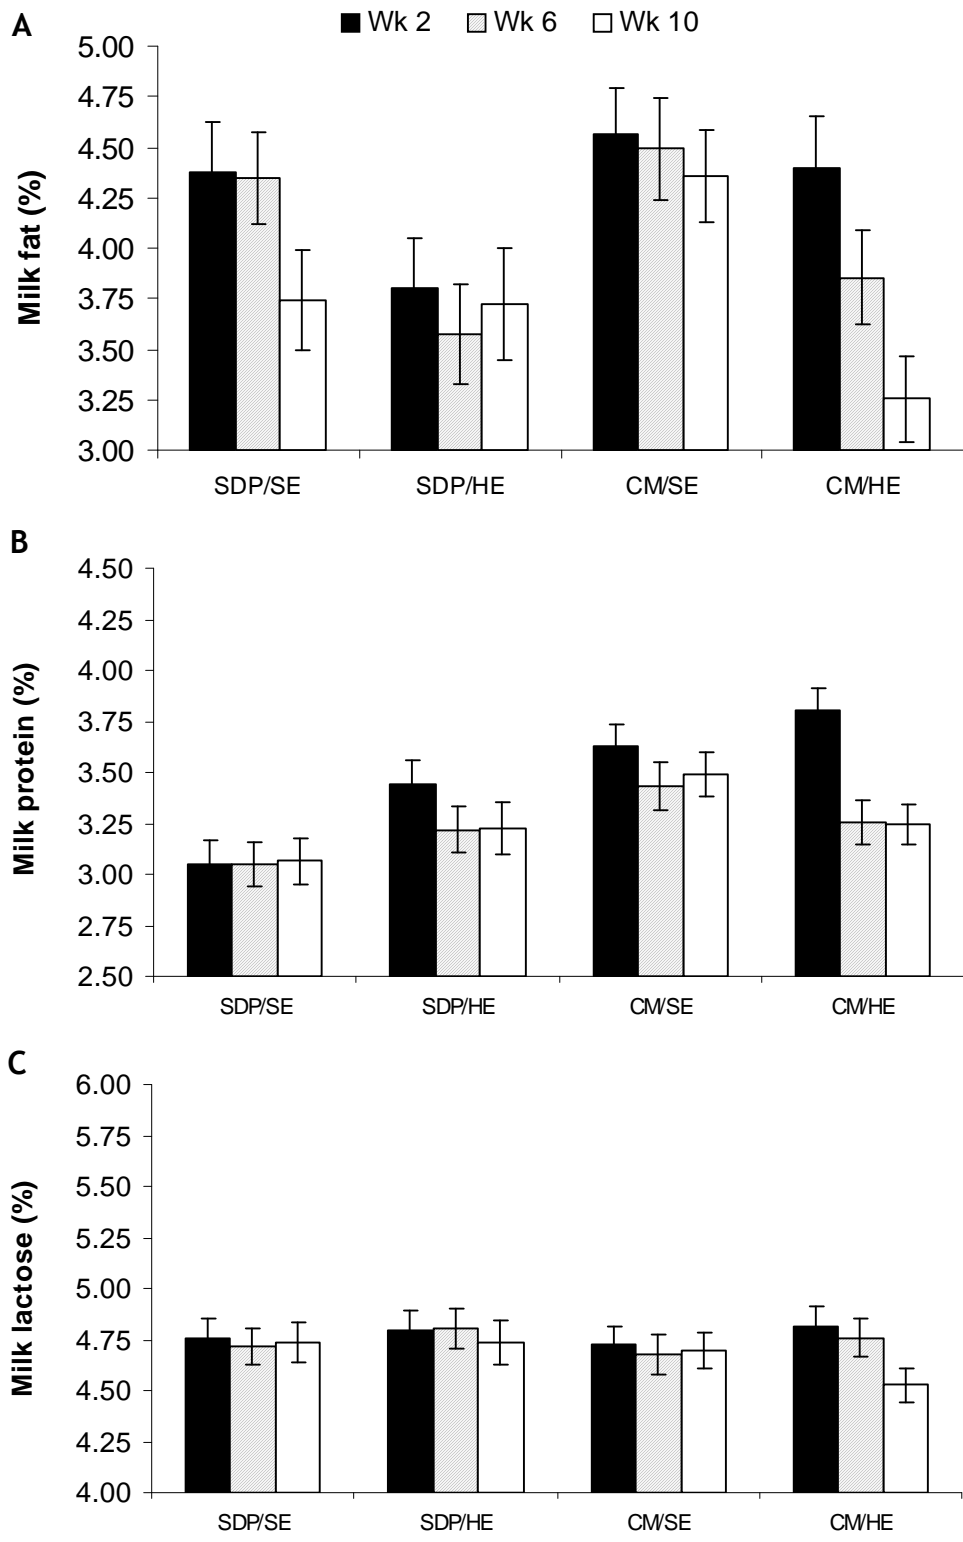 A
Wk 2 Wk 6 Wk 10
Milk fat (%)
5.00
4.75
4.50
4.25
4.00
3.75
3.50
3.25
3.00
SDP/SE SDP/HE CM/SE CM/HE
B
Milk protein (%)
4.50
4.25
4.00
3.75
3.50
3.25
3.00
2.75
2.50
SDP/SE SDP/HE CM/SE CM/HE
C
Milk lactose (%)
6.00
5.75
5.50
5.25
5.00
4.75
4.50
4.25
4.00
SDP/SE SDP/HE CM/SE CM/HE